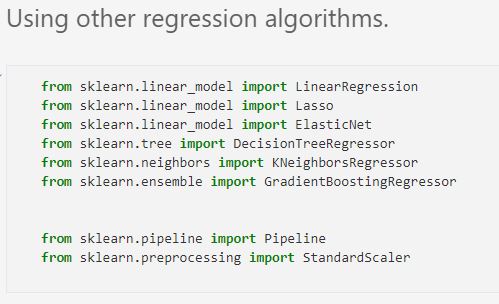 Using other regression algorithms.
from sklearn.linear_model import LinearRegression
from sklearn.linear_model import Lasso
from sklearn.linear_model import ElasticNet
from sklearn.tree import DecisionTreeRegressor
from sklearn.neighbors import KNeighborsRegressor
from sklearn.ensemble import GradientBoostingRegressor
from sklearn.pipeline import Pipeline
from sklearn.preprocessing import StandardScaler